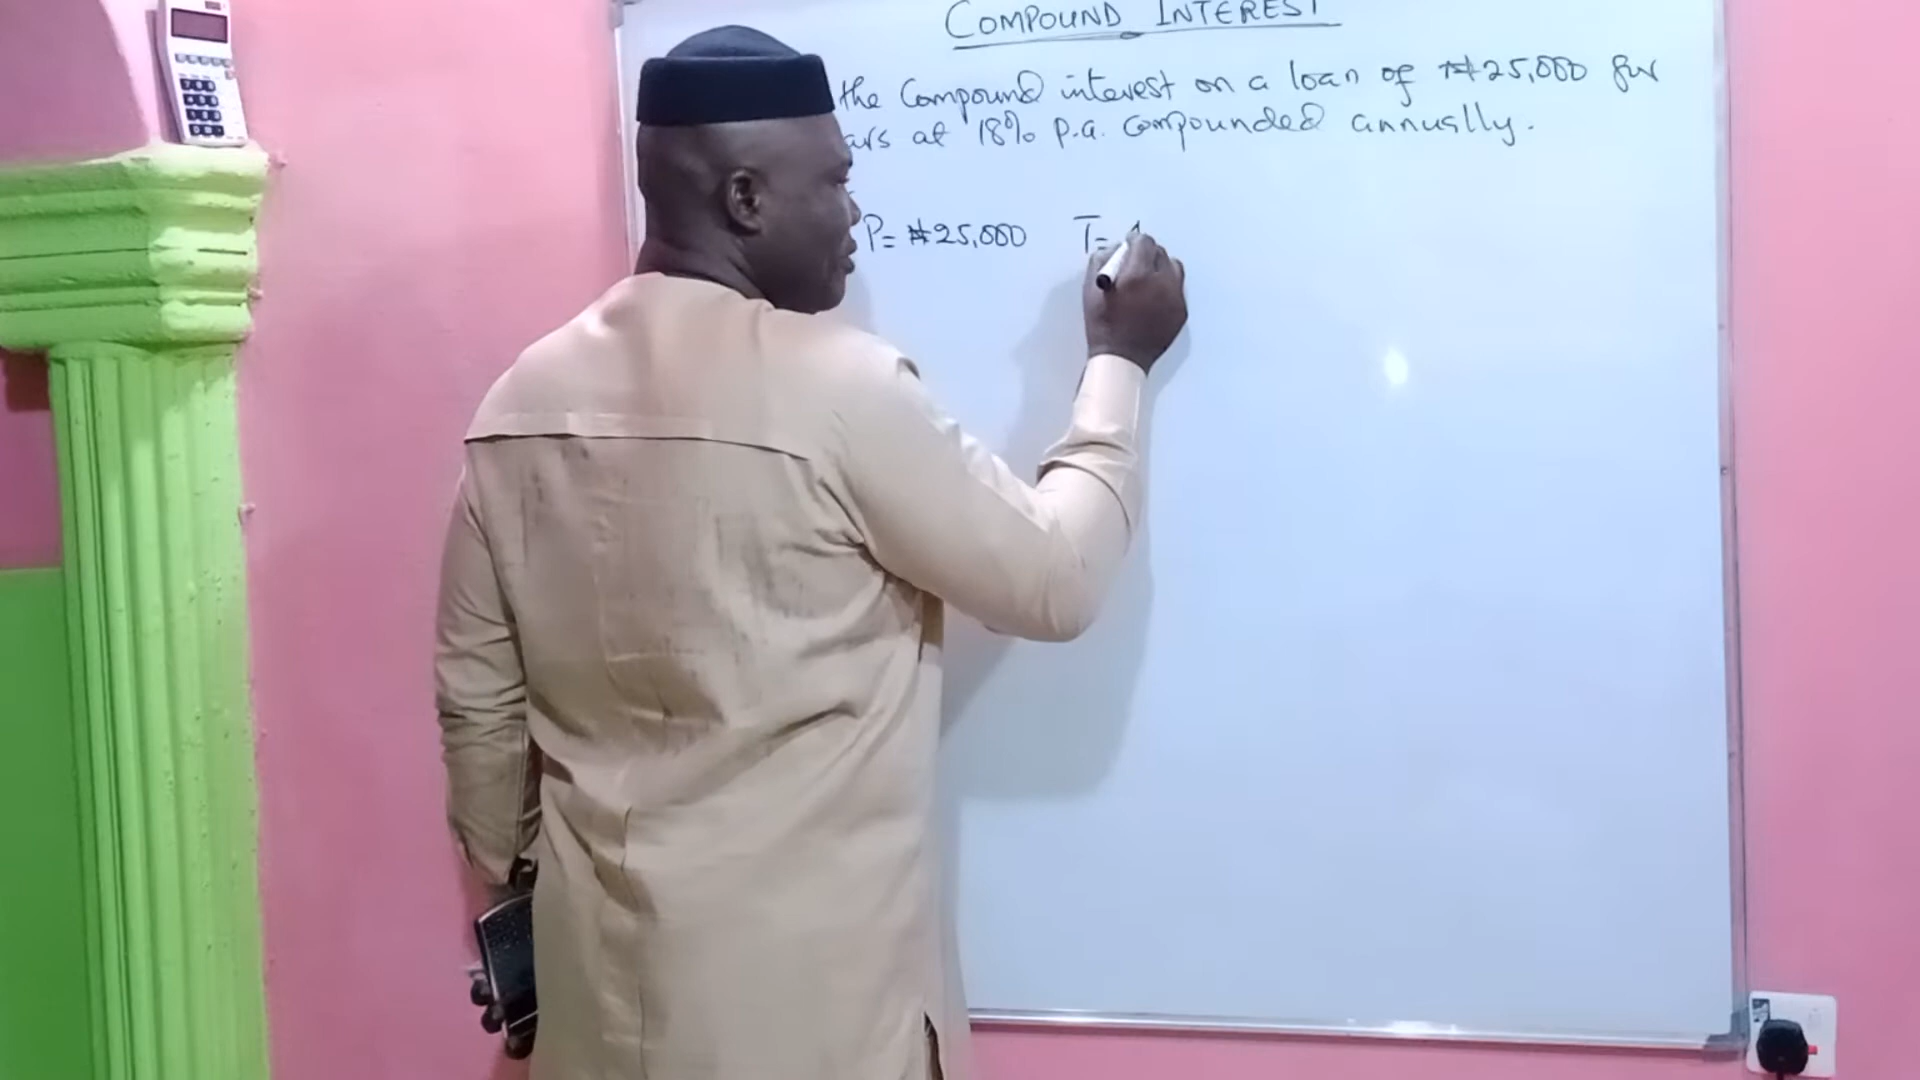 COMPOUND INTEREST
the Compound interest on a loan of ₦25,000 for
ars at 18% p.a. compounded annually.
P= ₦25,000 T=